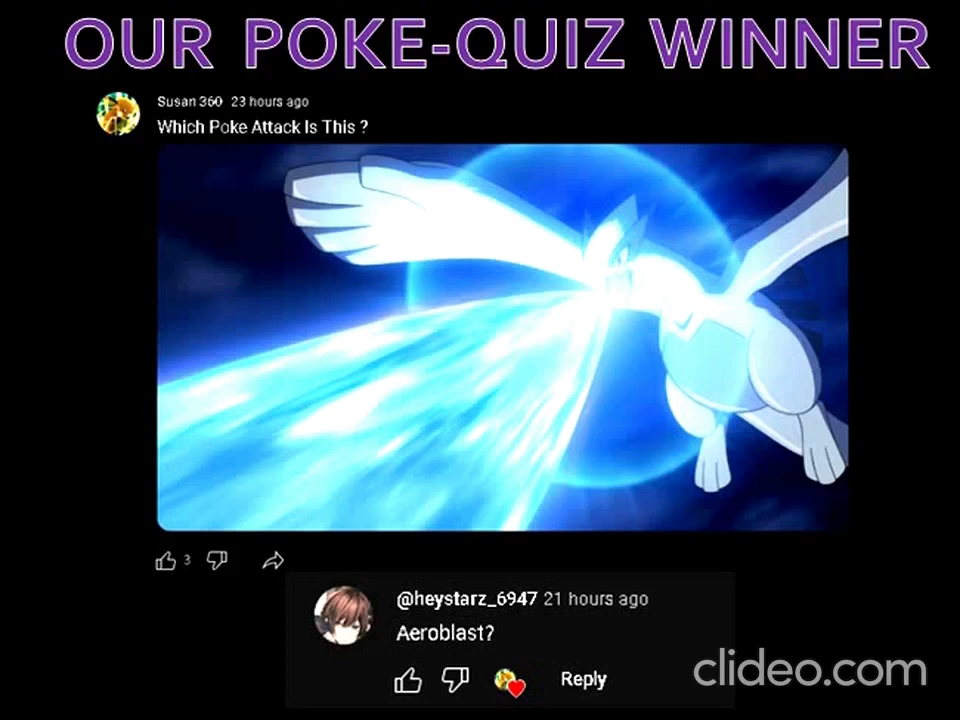 OUR POKE-QUIZ WINNER
Susan 360 23 hours ago
Which Poke Attack Is This ?
3
@heystarz_6947 21 hours ago
Aeroblast?
Reply
clideo.com